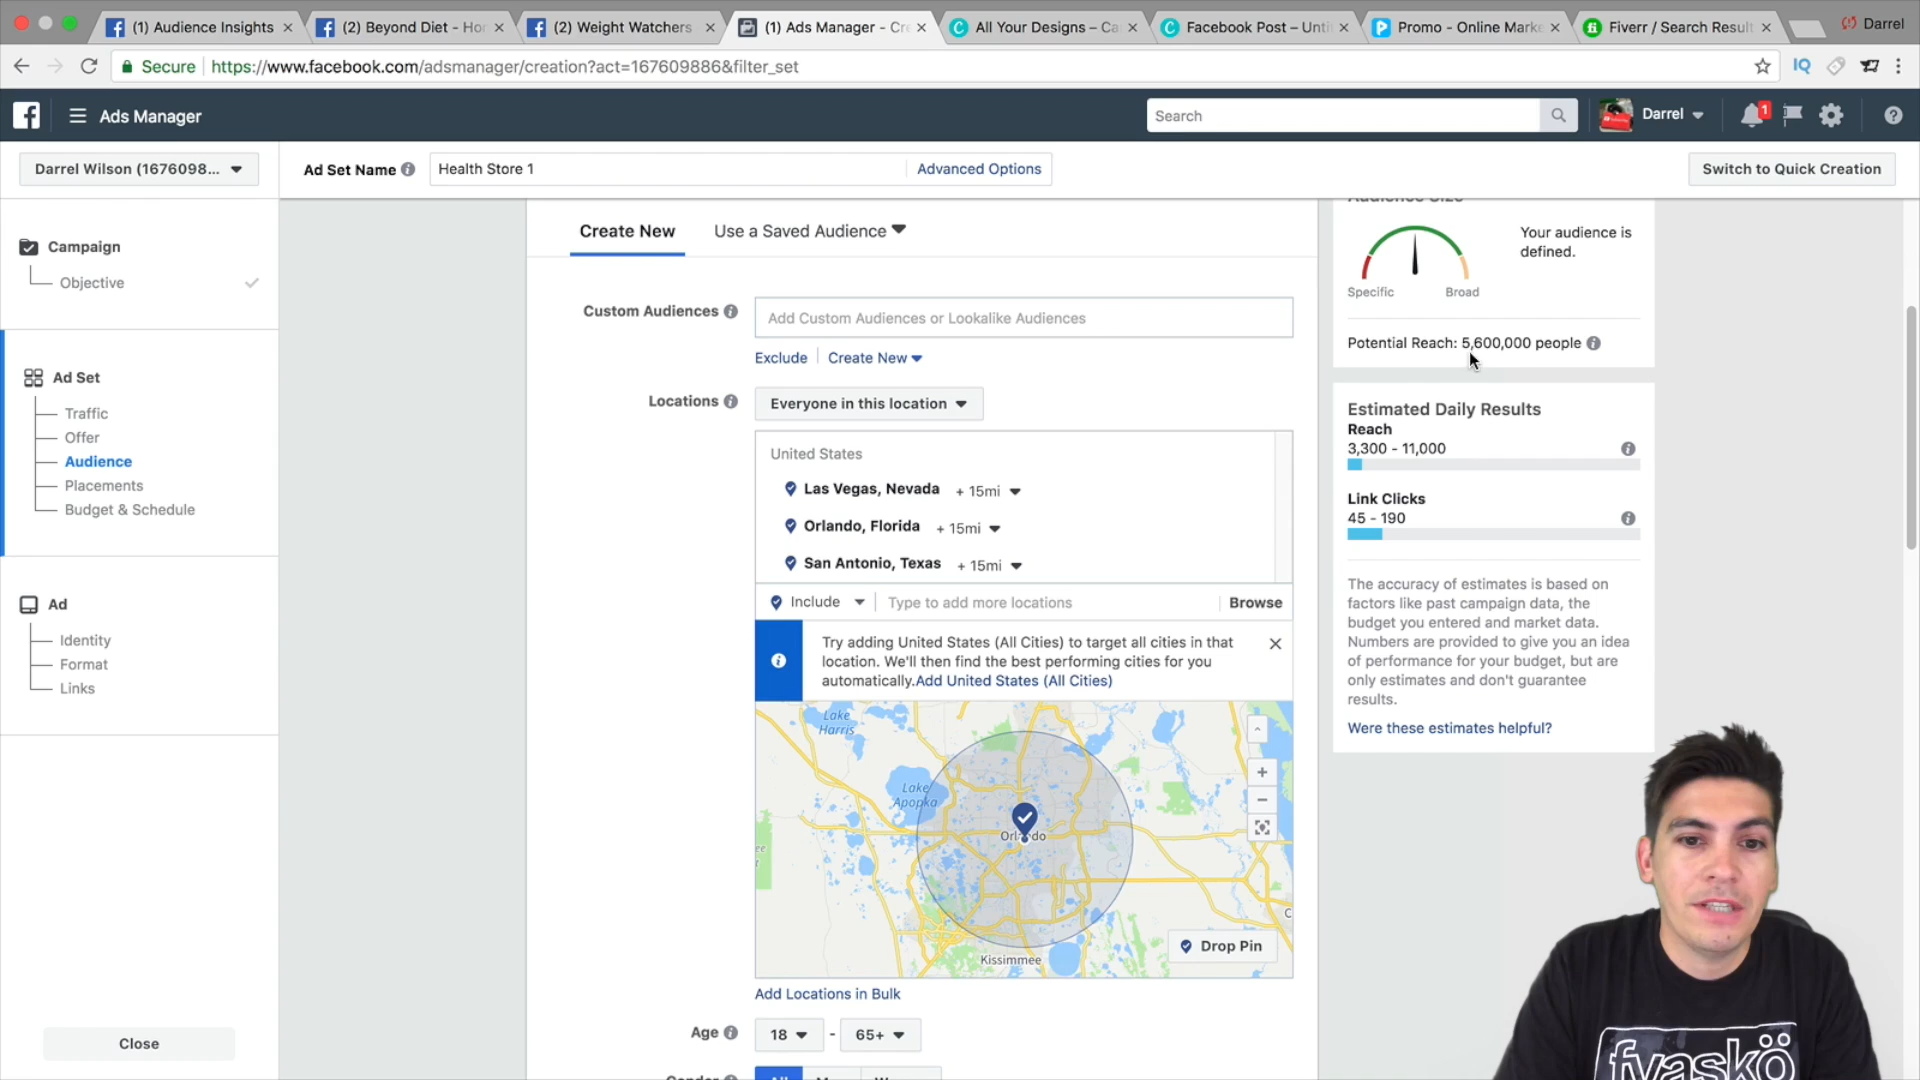 (1) Audience Insights
(2) Beyond Diet - Ho
(2) Weight Watchers
(1) Ads Manager - Cr
All Your Designs – Ca
Facebook Post – Unti
Promo - Online Marke
Fiverr / Search Result
Darrel
Secure
https://www.facebook.com/adsmanager/creation?act=167609886&filter_set
IQ
Ads Manager
Search
Darrel
1
Darrel Wilson (1676098...
Ad Set Name
Health Store 1
Advanced Options
Switch to Quick Creation
Campaign
Objective
Ad Set
Traffic
Offer
Audience
Placements
Budget & Schedule
Ad
Identity
Format
Links
Close
Create New
Use a Saved Audience
Custom Audiences
Add Custom Audiences or Lookalike Audiences
Exclude
Create New
Locations
Everyone in this location
United States
Las Vegas, Nevada + 15mi
Orlando, Florida + 15mi
San Antonio, Texas + 15mi
Include
Type to add more locations
Browse
Try adding United States (All Cities) to target all cities in that
location. We'll then find the best performing cities for you
automatically.Add United States (All Cities)
Lake
Harris
Lake
Apopka
Orlando
Kissimmee
Drop Pin
Add Locations in Bulk
Age
18 - 65+
Audience Size
Your audience is
defined.
Specific
Broad
Potential Reach: 5,600,000 people
Estimated Daily Results
Reach
3,300 - 11,000
Link Clicks
45 - 190
The accuracy of estimates is based on
factors like past campaign data, the
budget you entered and market data.
Numbers are provided to give you an idea
of performance for your budget, but are
only estimates and don't guarantee
results.
Were these estimates helpful?
fvaskö